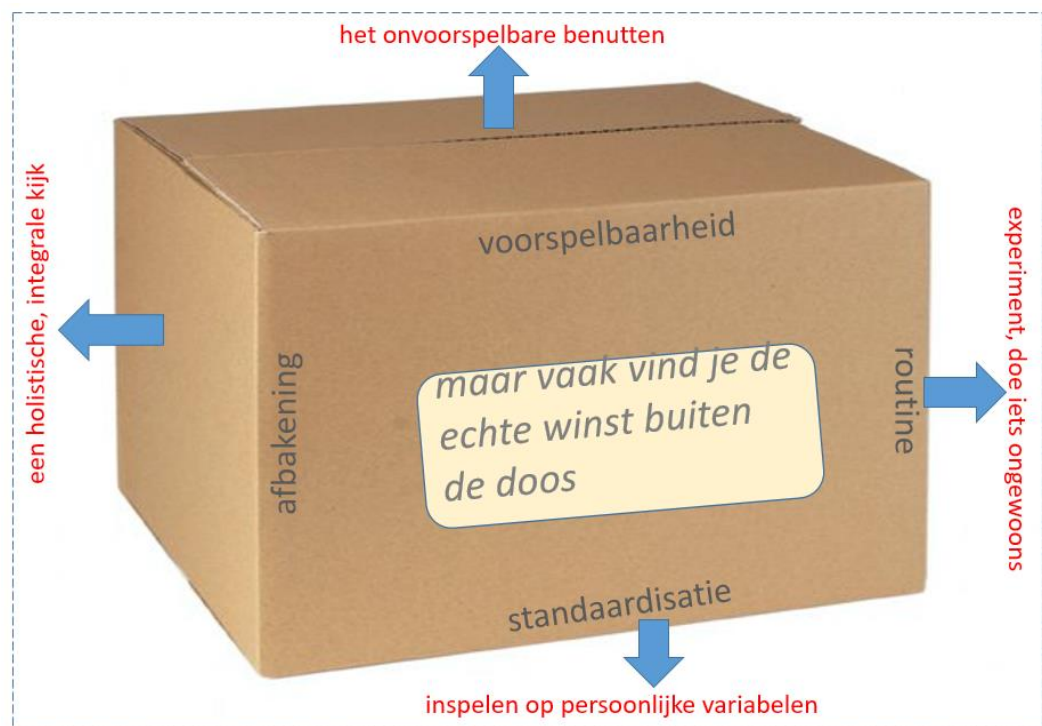 het onvoorspelbare benutten
voorspelbaarheid
een holistische, integrale kijk
afbakening
maar vaak vind je de
echte winst buiten
de doos
routine
experiment, doe iets ongewoons
standaardisatie
inspelen op persoonlijke variabelen